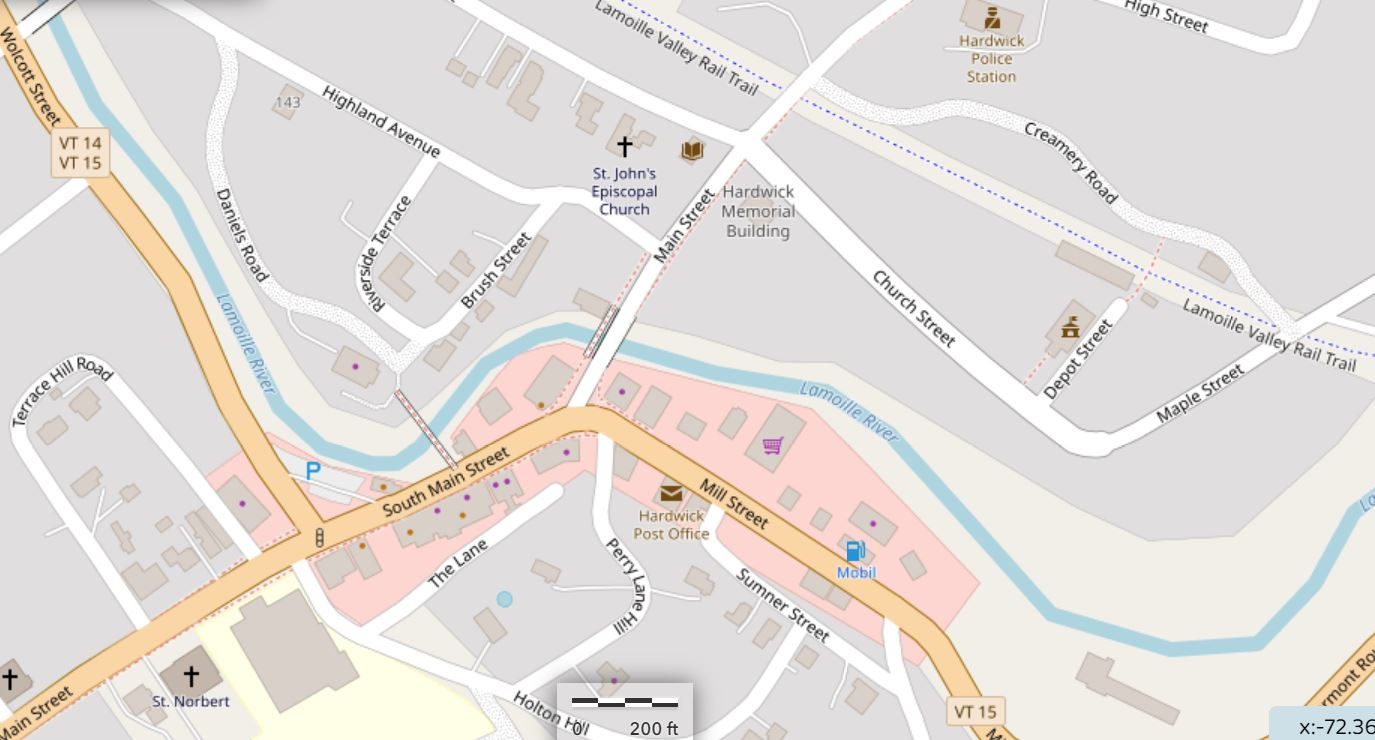 High Street
Wolcott Street
VT 14
VT 15
143
Highland Avenue
Lamoille Valley Rail Trail
Hardwick
Police
Station
Creamery Road
St. John's
Episcopal
Church
Hardwick
Memorial
Building
Main Street
Daniels Road
Riverside Terrace
Brush Street
Lamoille River
Church Street
Depot Street
Lamoille Valley Rail Trail
Maple Street
Lamoille River
Terrace Hill Road
P
South Main Street
Mill Street
Hardwick
Post Office
Mobil
The Lane
Perry Lane Hill
Sumner Street
St. Norbert
Main Street
Holton Hill
0
200 ft
VT 15
x:-72.36